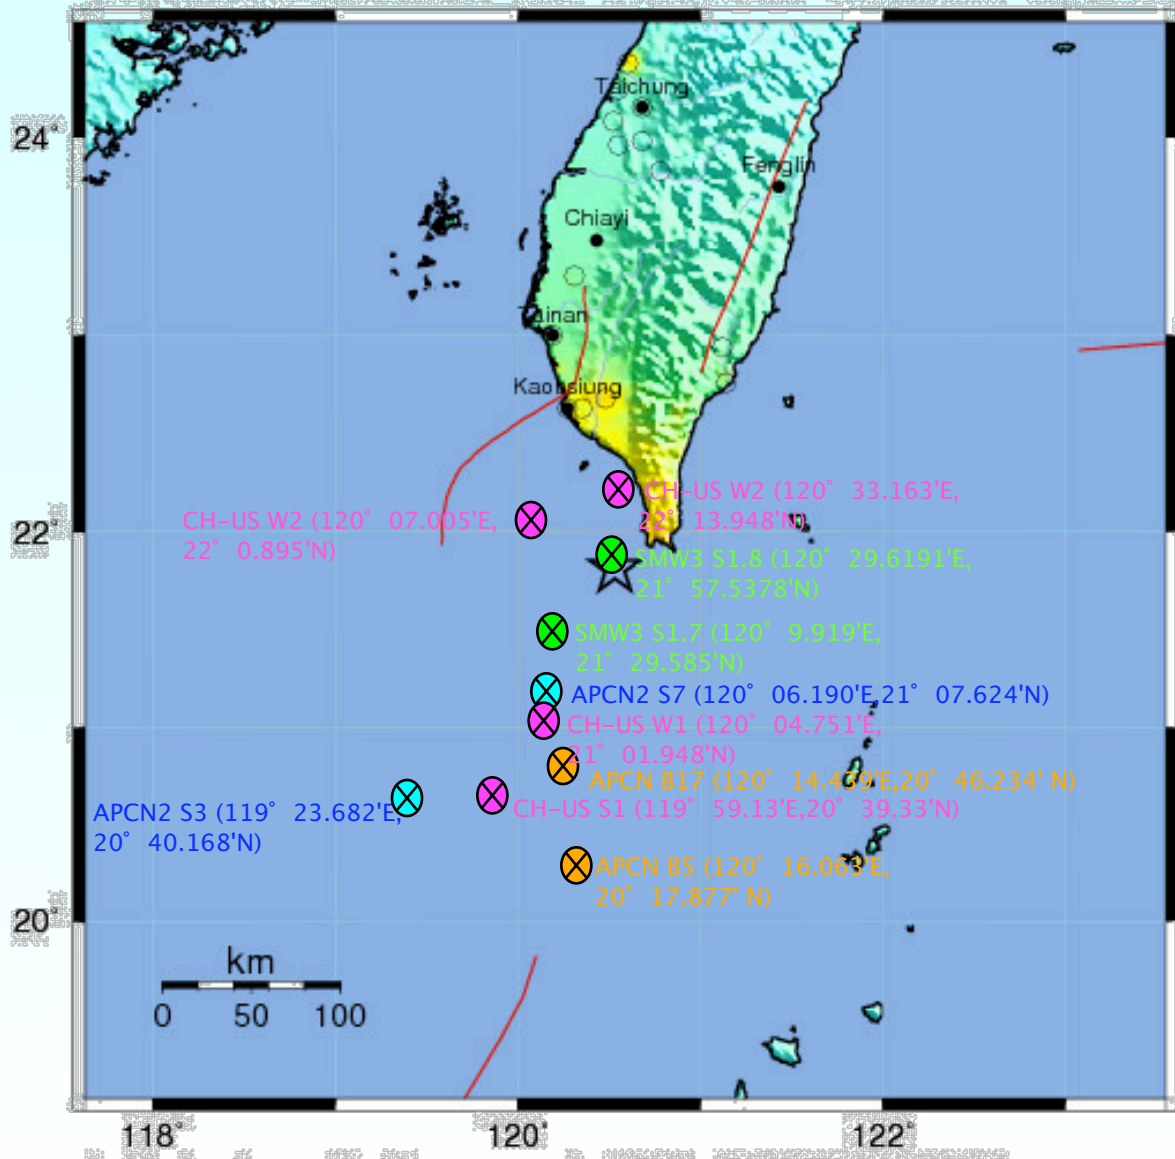 Taichung
24°
Fenglin
Chiayi
Tainan
Kaohsiung
CH-US W2 (120° 33.163'E,
22° 13.948'N)
CH-US W2 (120° 07.005'E,
22° 0.895'N)
22°
SMW3 S1.8 (120° 29.6191'E,
21° 57.5378'N)
SMW3 S1.7 (120° 9.919'E,
21° 29.585'N)
APCN2 S7 (120° 06.190'E,21° 07.624'N)
CH-US W1 (120° 04.751'E,
21° 01.948'N)
APCN B17 (120° 14.439'E,20° 46.234' N)
CH-US S1 (119° 59.13'E,20° 39.33'N)
APCN2 S3 (119° 23.682'E,
20° 40.168'N)
APCN B5 (120° 16.063'E,
20° 17.877' N)
20°
km
0 50 100
118° 120° 122°